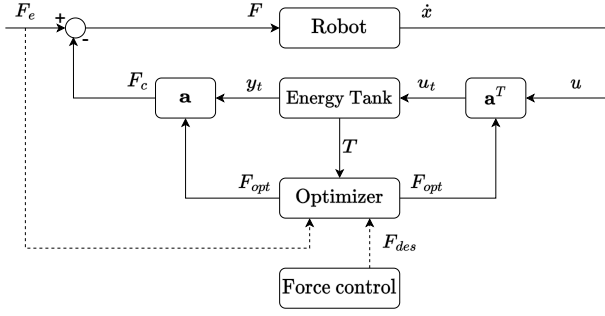 F_e
+
-
F
Robot
ẋ
F_c
a
y_t
Energy Tank
u_t
a^T
u
T
F_opt
Optimizer
F_opt
F_des
Force control